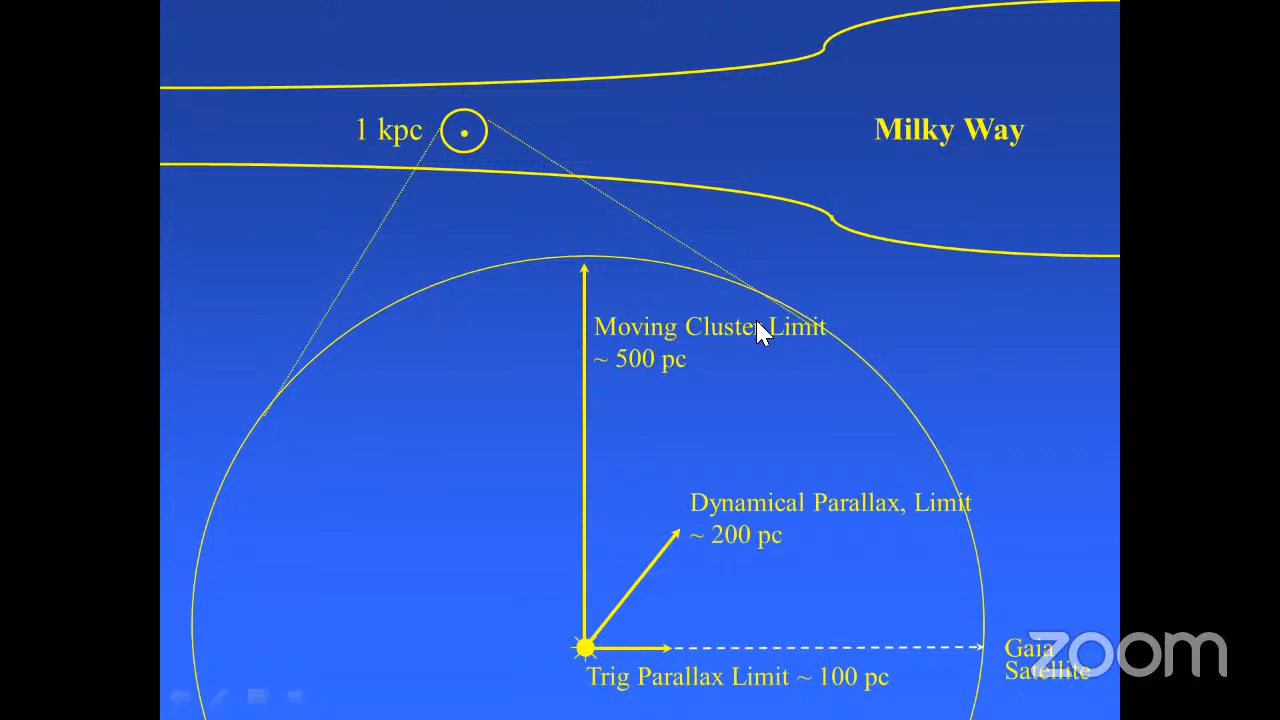 1 kpc
Milky Way
Moving Cluster Limit
~ 500 pc
Dynamical Parallax, Limit
~ 200 pc
Gaia
Satellite
Trig Parallax Limit ~ 100 pc
zoom